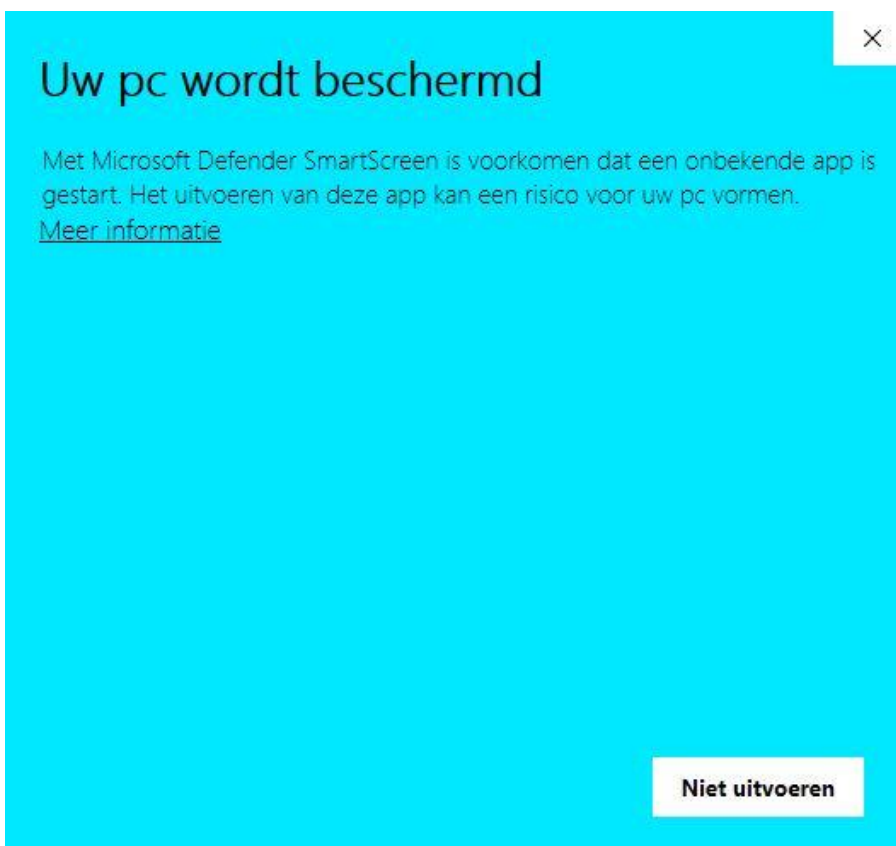 Uw pc wordt beschermd
Met Microsoft Defender SmartScreen is voorkomen dat een onbekende app is
gestart. Het uitvoeren van deze app kan een risico voor uw pc vormen.
Meer informatie
Niet uitvoeren